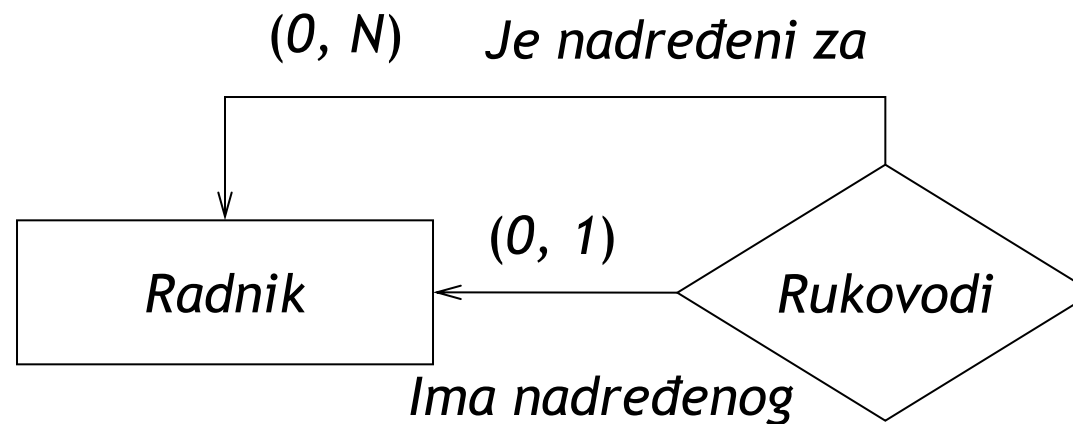 (0, N) Je nadređeni za
(0, 1)
Radnik Rukovodi
Ima nadređenog